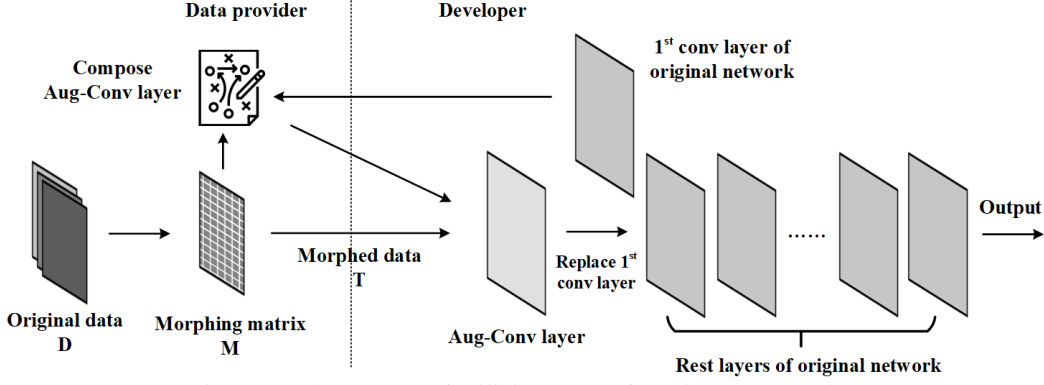 Data provider
Developer
Compose
Aug-Conv layer
1st conv layer of
original network
Original data
D
Morphing matrix
M
Morphed data
T
Aug-Conv layer
Replace 1st
conv layer
......
Output
Rest layers of original network